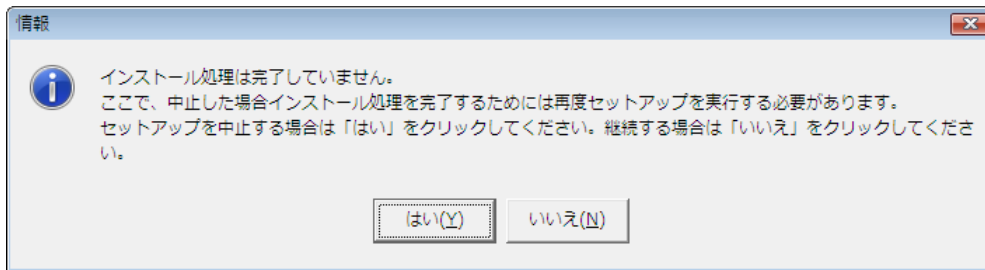 情報
インストール処理は完了していません。
ここで、中止した場合インストール処理を完了するためには再度セットアップを実行する必要があります。
セットアップを中止する場合は「はい」をクリックしてください。継続する場合は「いいえ」をクリックしてくださ
い。
はい(Y) いいえ(N)